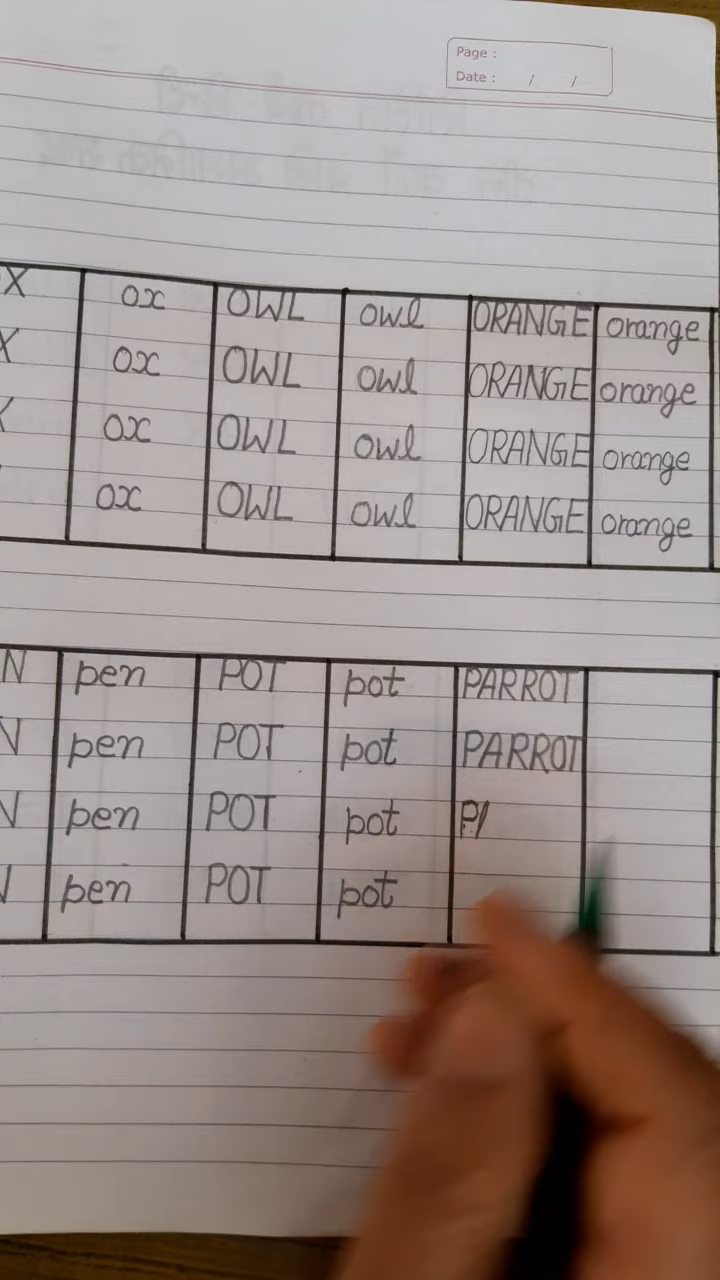 Page :
Date : / /
X ox OWL owl ORANGE orange
X ox OWL owl ORANGE orange
ox OWL owl ORANGE orange
ox OWL owl ORANGE orange
N pen POT pot PARROT
N pen POT pot PARROT
N pen POT pot P
pen POT pot